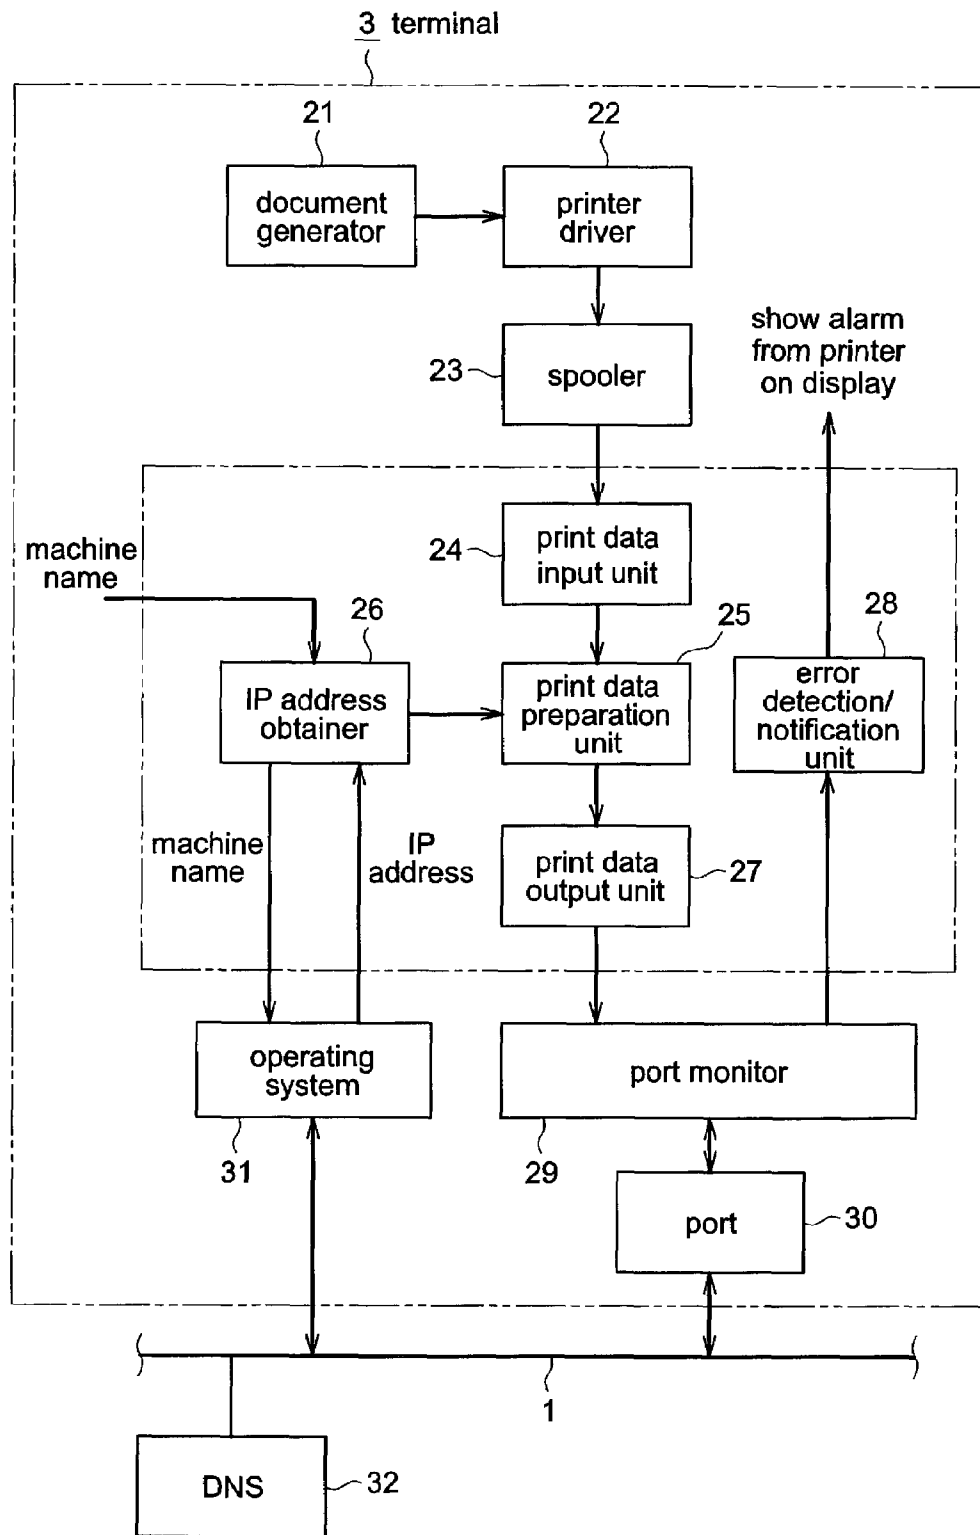 3 terminal
21
22
document
generator
printer
driver
show alarm
from printer
on display
23
spooler
machine
name
24
print data
input unit
26
25
28
IP address
obtainer
print data
preparation
unit
error
detection/
notification
unit
machine
name
IP
address
print data
output unit
27
operating
system
port monitor
31
29
port
30
1
DNS
32